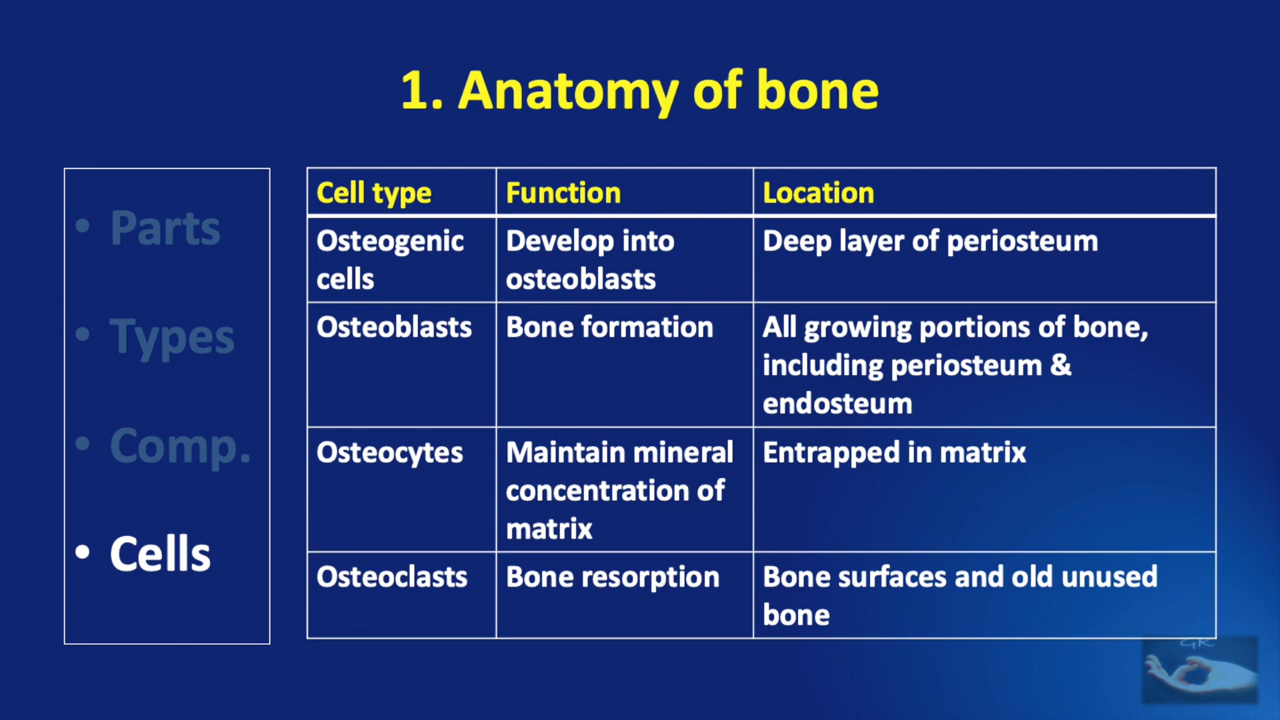 1. Anatomy of bone
• Parts
• Types
• Comp.
• Cells
Cell type Function Location
Osteogenic Develop into Deep layer of periosteum
cells osteoblasts
Osteoblasts Bone formation All growing portions of bone,
including periosteum &
endosteum
Osteocytes Maintain mineral Entrapped in matrix
concentration of
matrix
Osteoclasts Bone resorption Bone surfaces and old unused
bone